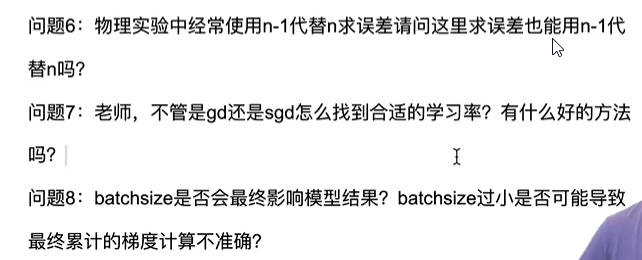 问题6：物理实验中经常使用n-1代替n求误差请问这里求误差也能用n-1代
替n吗？
问题7：老师，不管是gd还是sgd怎么找到合适的学习率？有什么好的方法
吗？
问题8：batchsize是否会最终影响模型结果？batchsize过小是否可能导致
最终累计的梯度计算不准确？